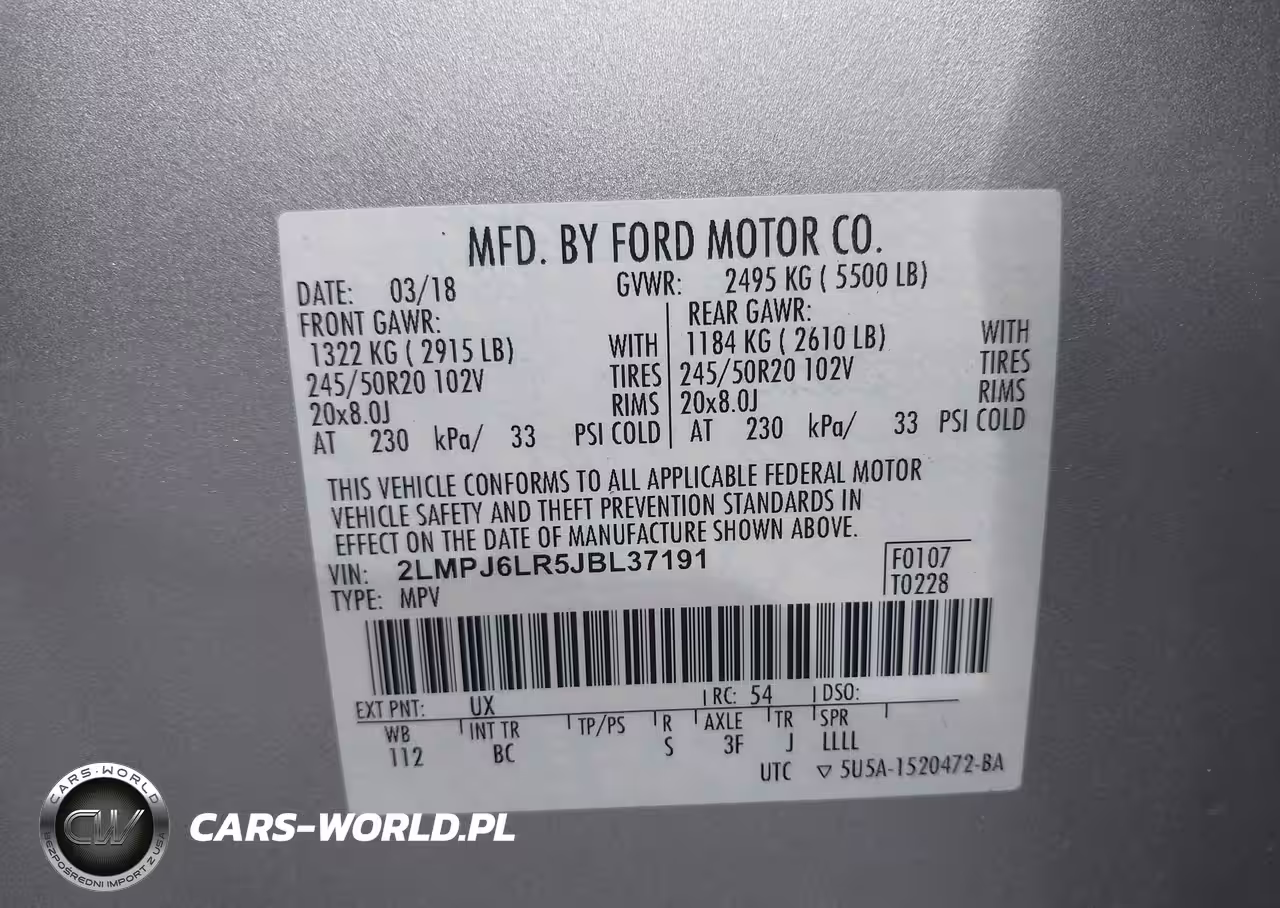 MFD. BY FORD MOTOR CO.
DATE: 03/18 GVWR: 2495 KG ( 5500 LB)
FRONT GAWR: REAR GAWR:
1322 KG ( 2915 LB) WITH 1184 KG ( 2610 LB) WITH
245/50R20 102V TIRES 245/50R20 102V TIRES
20x8.0J RIMS 20x8.0J RIMS
AT 230 kPa/ 33 PSI COLD AT 230 kPa/ 33 PSI COLD
THIS VEHICLE CONFORMS TO ALL APPLICABLE FEDERAL MOTOR
VEHICLE SAFETY AND THEFT PREVENTION STANDARDS IN
EFFECT ON THE DATE OF MANUFACTURE SHOWN ABOVE.
VIN: 2LMPJ6LR5JBL37191 F0107
TYPE: MPV T0228
EXT PNT: UX RC: 54 DSO:
WB INT TR TP/PS R AXLE TR SPR
112 BC S 3F J LLLL
UTC ▽ 5U5A-1520472-BA
CARS-WORLD
CW
BEZPOŚREDNI IMPORT Z USA
CARS-WORLD.PL